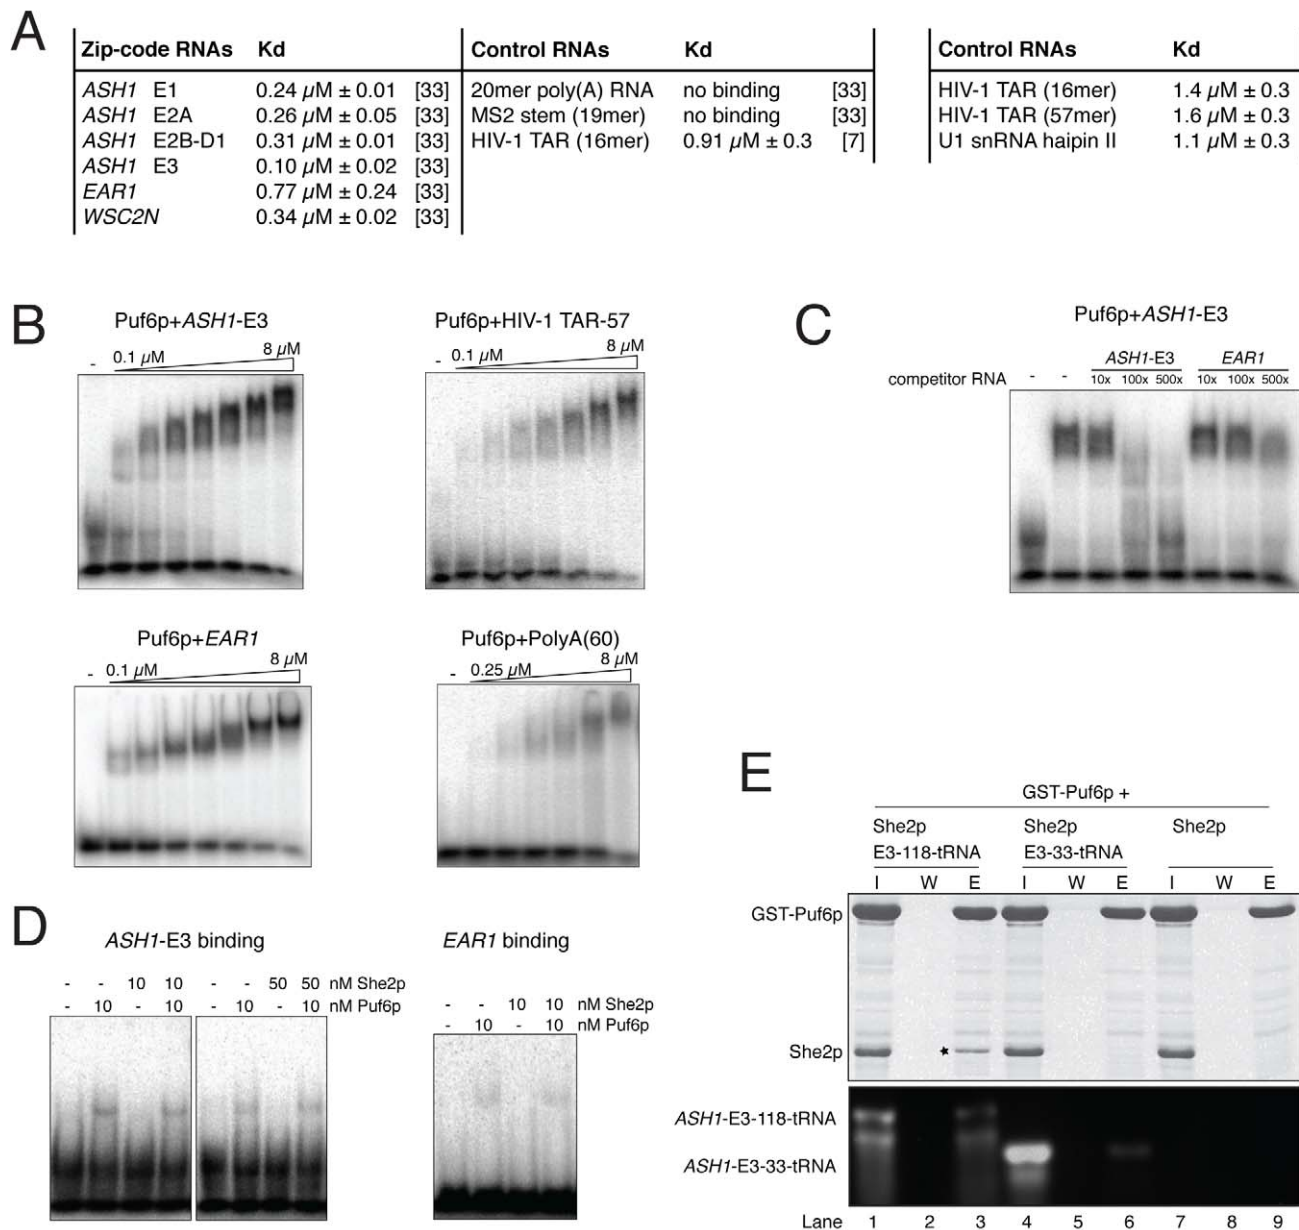 A
Zip-code RNAs Kd
ASH1 E1 0.24 µM ± 0.01 [33]
ASH1 E2A 0.26 µM ± 0.05 [33]
ASH1 E2B-D1 0.31 µM ± 0.01 [33]
ASH1 E3 0.10 µM ± 0.02 [33]
EAR1 0.77 µM ± 0.24 [33]
WSC2N 0.34 µM ± 0.02 [33]
Control RNAs Kd
20mer poly(A) RNA no binding [33]
MS2 stem (19mer) no binding [33]
HIV-1 TAR (16mer) 0.91 µM ± 0.3 [7]
Control RNAs Kd
HIV-1 TAR (16mer) 1.4 µM ± 0.3
HIV-1 TAR (57mer) 1.6 µM ± 0.3
U1 snRNA haipin II 1.1 µM ± 0.3
B
Puf6p+ASH1-E3
- 0.1 µM 8 µM
Puf6p+HIV-1 TAR-57
- 0.1 µM 8 µM
Puf6p+EAR1
- 0.1 µM 8 µM
Puf6p+PolyA(60)
- 0.25 µM 8 µM
C
Puf6p+ASH1-E3
ASH1-E3 EAR1
competitor RNA - - 10x 100x 500x 10x 100x 500x
D
ASH1-E3 binding
- - 10 10 - - 50 50 nM She2p
- 10 - 10 - 10 - 10 nM Puf6p
EAR1 binding
- - 10 10 nM She2p
- 10 - 10 nM Puf6p
E
GST-Puf6p +
She2p She2p She2p
E3-118-tRNA E3-33-tRNA
I W E I W E I W E
GST-Puf6p
She2p
ASH1-E3-118-tRNA
ASH1-E3-33-tRNA
Lane 1 2 3 4 5 6 7 8 9